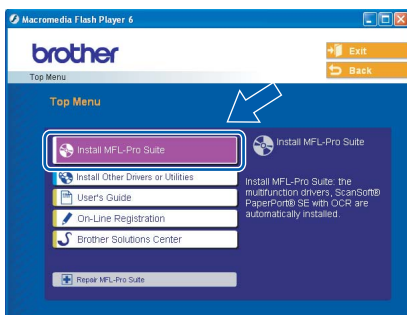 Macromedia Flash Player 6
brother
Exit
Back
Top Menu
Top Menu
Install MFL-Pro Suite
Install Other Drivers or Utilities
User's Guide
On-Line Registration
Brother Solutions Center
Repair MFL-Pro Suite
Install MFL-Pro Suite
Install MFL-Pro Suite: the
multifunction drivers, ScanSoft®
PaperPort® SE with OCR are
automatically installed.